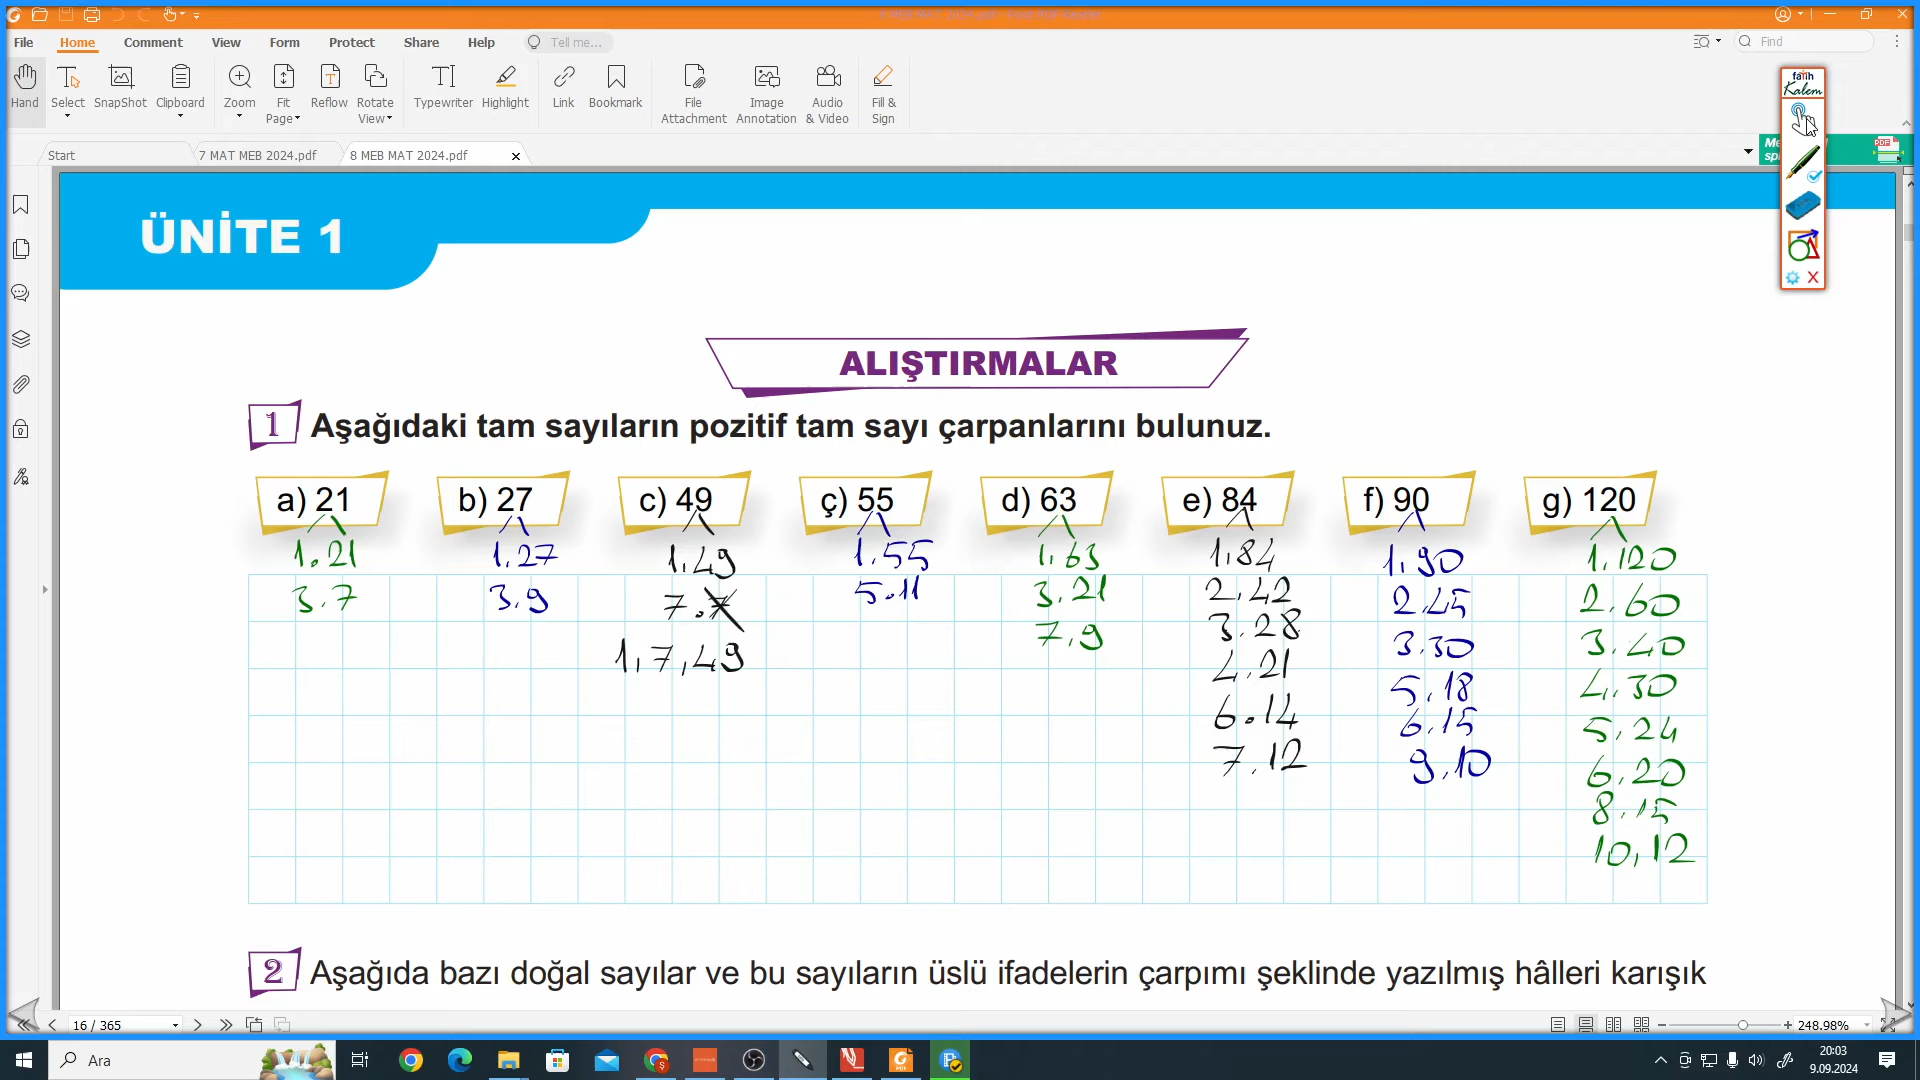 File Home Comment View Form Protect Share Help Tell me... Find
Hand Select SnapShot Clipboard Zoom Fit Page Reflow Rotate View Typewriter Highlight Link Bookmark File Attachment Image Annotation Audio & Video Fill & Sign
fatih
Kalem
Start 7 MAT MEB 2024.pdf 8 MEB MAT 2024.pdf
ÜNİTE 1
ALIŞTIRMALAR
1 Aşağıdaki tam sayıların pozitif tam sayı çarpanlarını bulunuz.
a) 21 b) 27 c) 49 ç) 55 d) 63 e) 84 f) 90 g) 120
1.21 1.27 1.49 1.55 1.63 1.84 1.90 1.120
3.7 3.9 7.7 5.11 3.21 2.42 2.45 2.60
1,7,49 7.9 3.28 3.30 3.40
4.21 5.18 4.30
6.14 6.15 5.24
7.12 9.10 6.20
8.15
10.12
2 Aşağıda bazı doğal sayılar ve bu sayıların üslü ifadelerin çarpımı şeklinde yazılmış hâlleri karışık
16 / 365 248.98%
Ara 20:03
9.09.2024